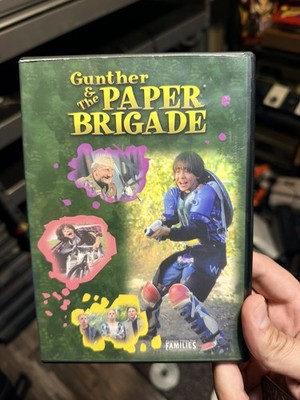 Gunther
& The PAPER
BRIGADE
FAMILIES